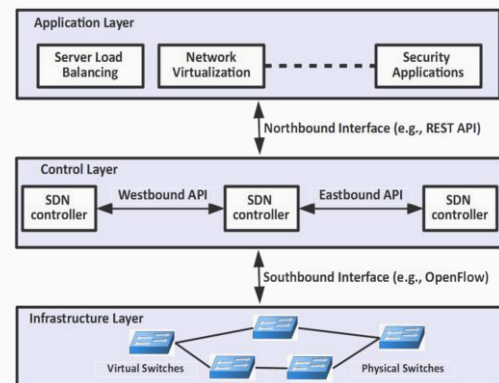 Application Layer
Server Load
Balancing
Network
Virtualization
Security
Applications
Northbound Interface (e.g., REST API)
Control Layer
SDN
controller
Westbound API
SDN
controller
Eastbound API
SDN
controller
Southbound Interface (e.g., OpenFlow)
Infrastructure Layer
Virtual Switches
Physical Switches